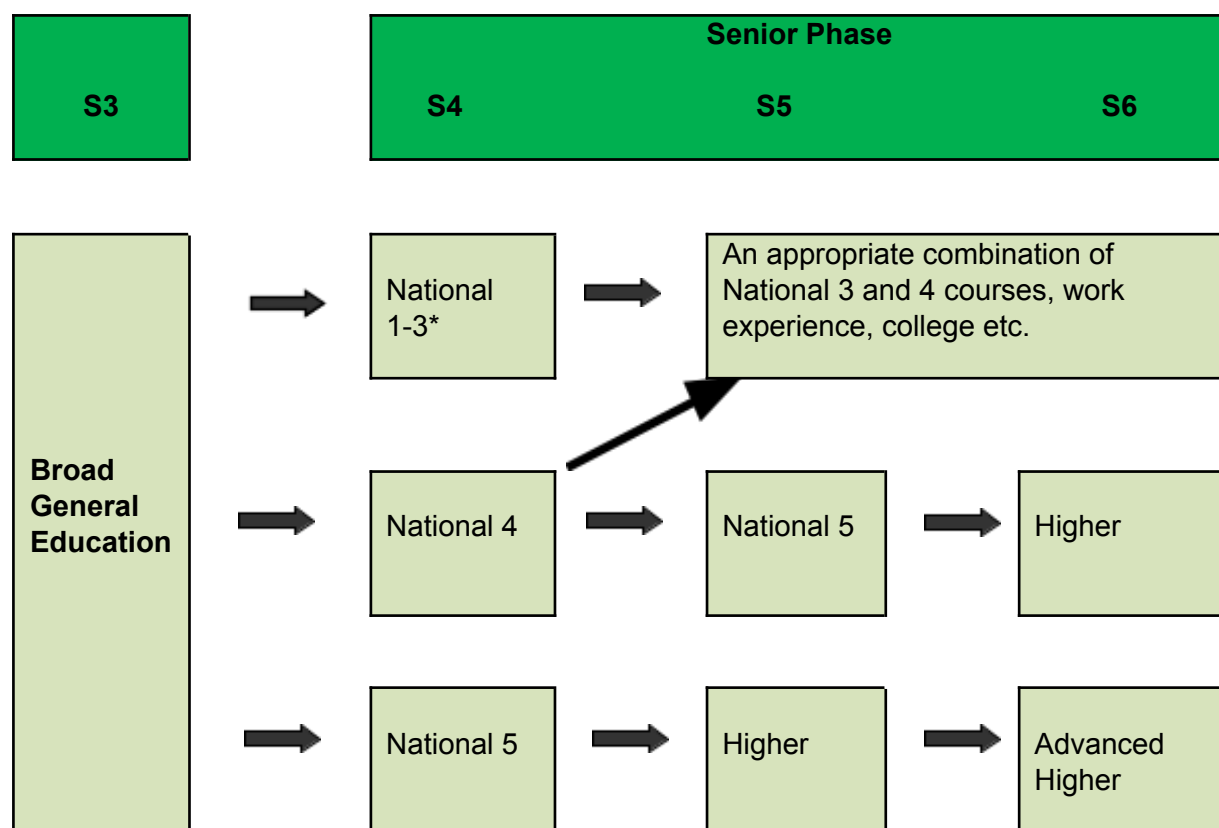 Senior Phase
S3
S4
S5
S6
National
1-3*
An appropriate combination of
National 3 and 4 courses, work
experience, college etc.
Broad
General
Education
National 4
National 5
Higher
National 5
Higher
Advanced
Higher